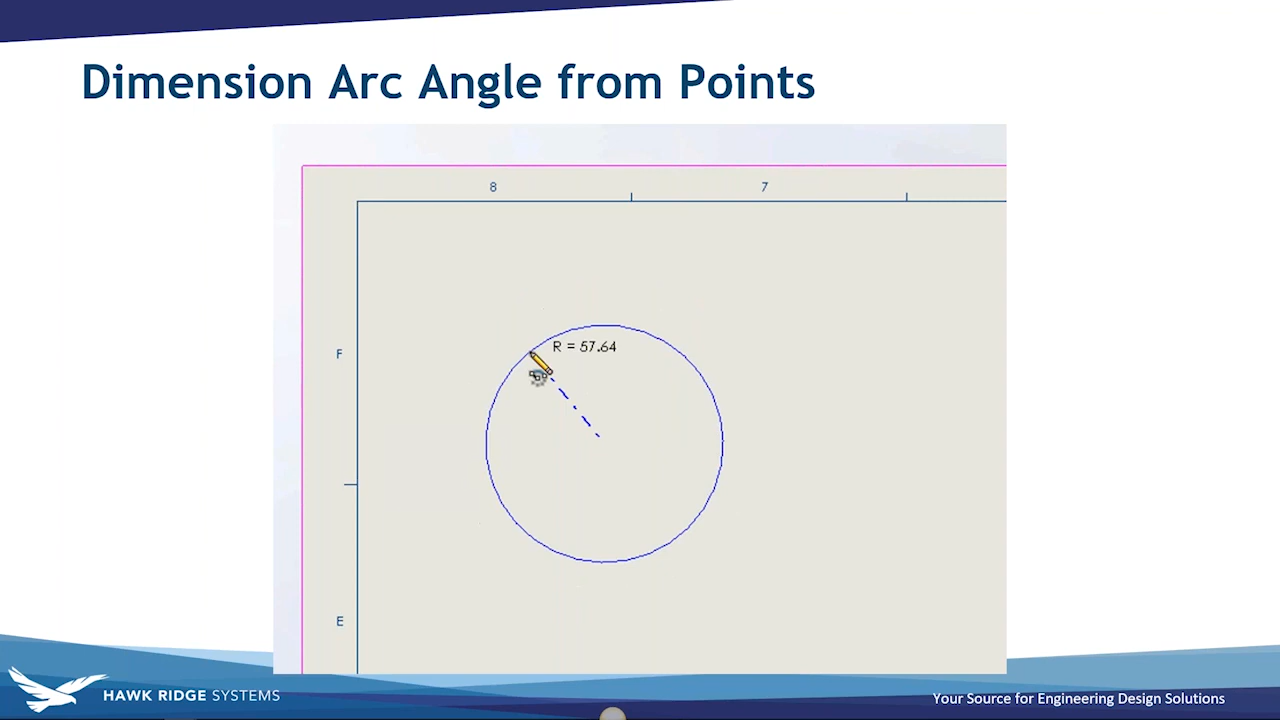 Dimension Arc Angle from Points
8 7
F
R = 57.64
E
HAWK RIDGE SYSTEMS
Your Source for Engineering Design Solutions